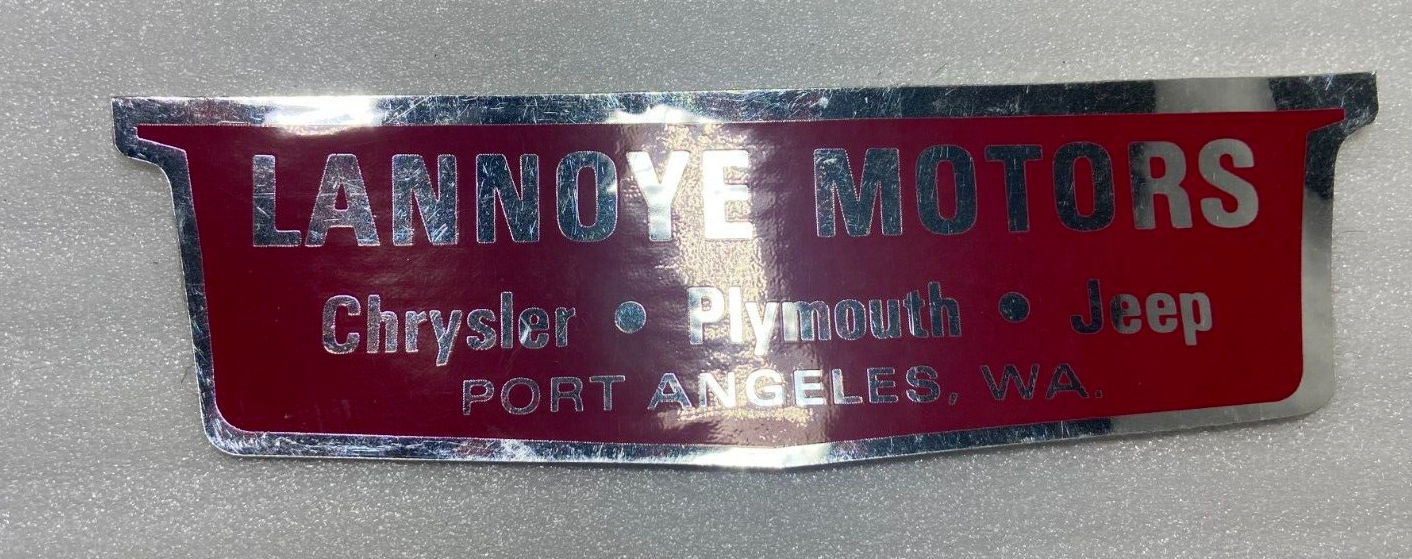 LANNOYE MOTORS
Chrysler • Plymouth • Jeep
PORT ANGELES, WA.